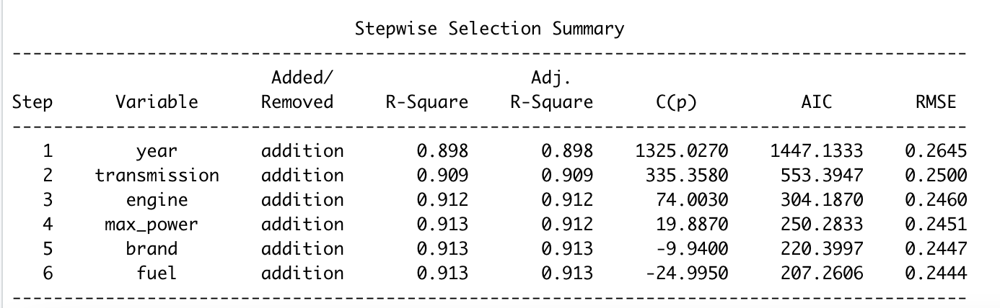 Stepwise Selection Summary
------------------------------------------------------------------------------------------
Added/ Adj.
Step Variable Removed R-Square R-Square C(p) AIC RMSE
------------------------------------------------------------------------------------------
1 year addition 0.898 0.898 1325.0270 1447.1333 0.2645
2 transmission addition 0.909 0.909 335.3580 553.3947 0.2500
3 engine addition 0.912 0.912 74.0030 304.1870 0.2460
4 max_power addition 0.913 0.912 19.8870 250.2833 0.2451
5 brand addition 0.913 0.913 -9.9400 220.3997 0.2447
6 fuel addition 0.913 0.913 -24.9950 207.2606 0.2444
------------------------------------------------------------------------------------------